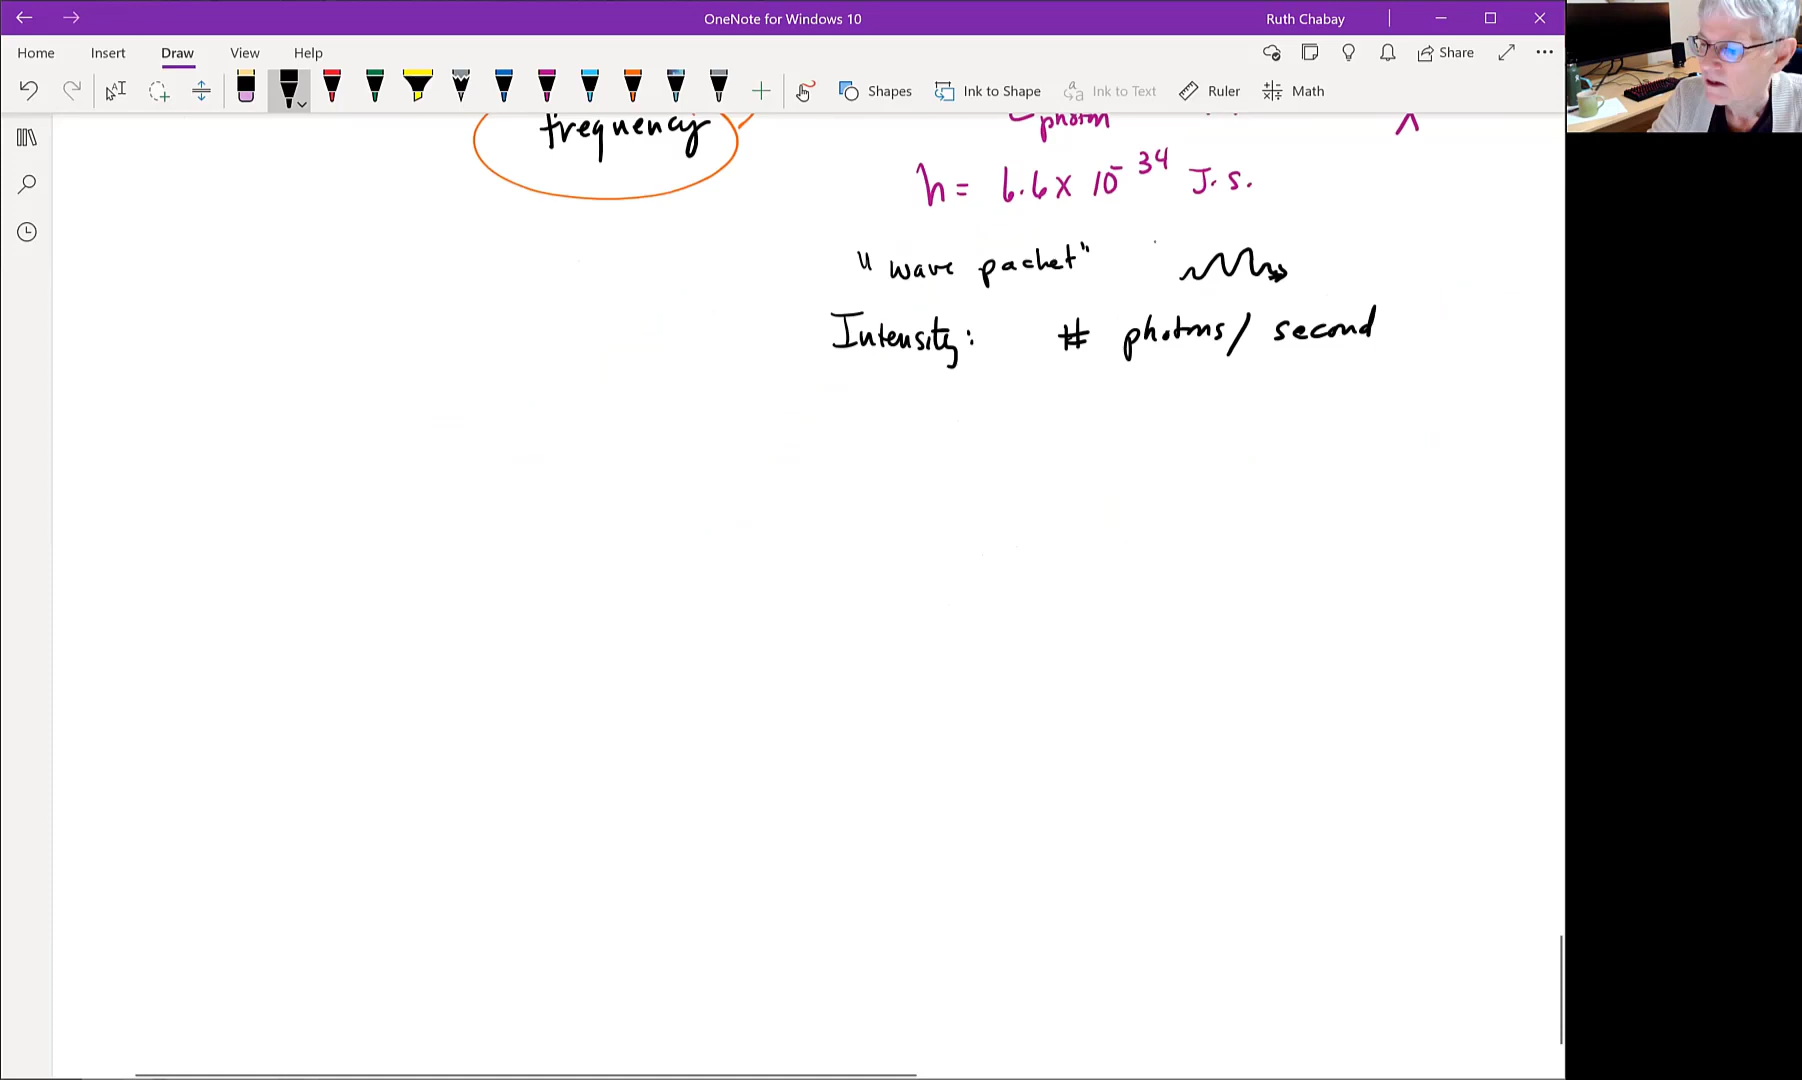 OneNote for Windows 10
Ruth Chabay
Home Insert Draw View Help
Share
Shapes Ink to Shape Ink to Text Ruler Math
frequency
photon
λ
h = 6.6 x 10⁻³⁴ J.s.
"wave packet"
Intensity: # photons/ second